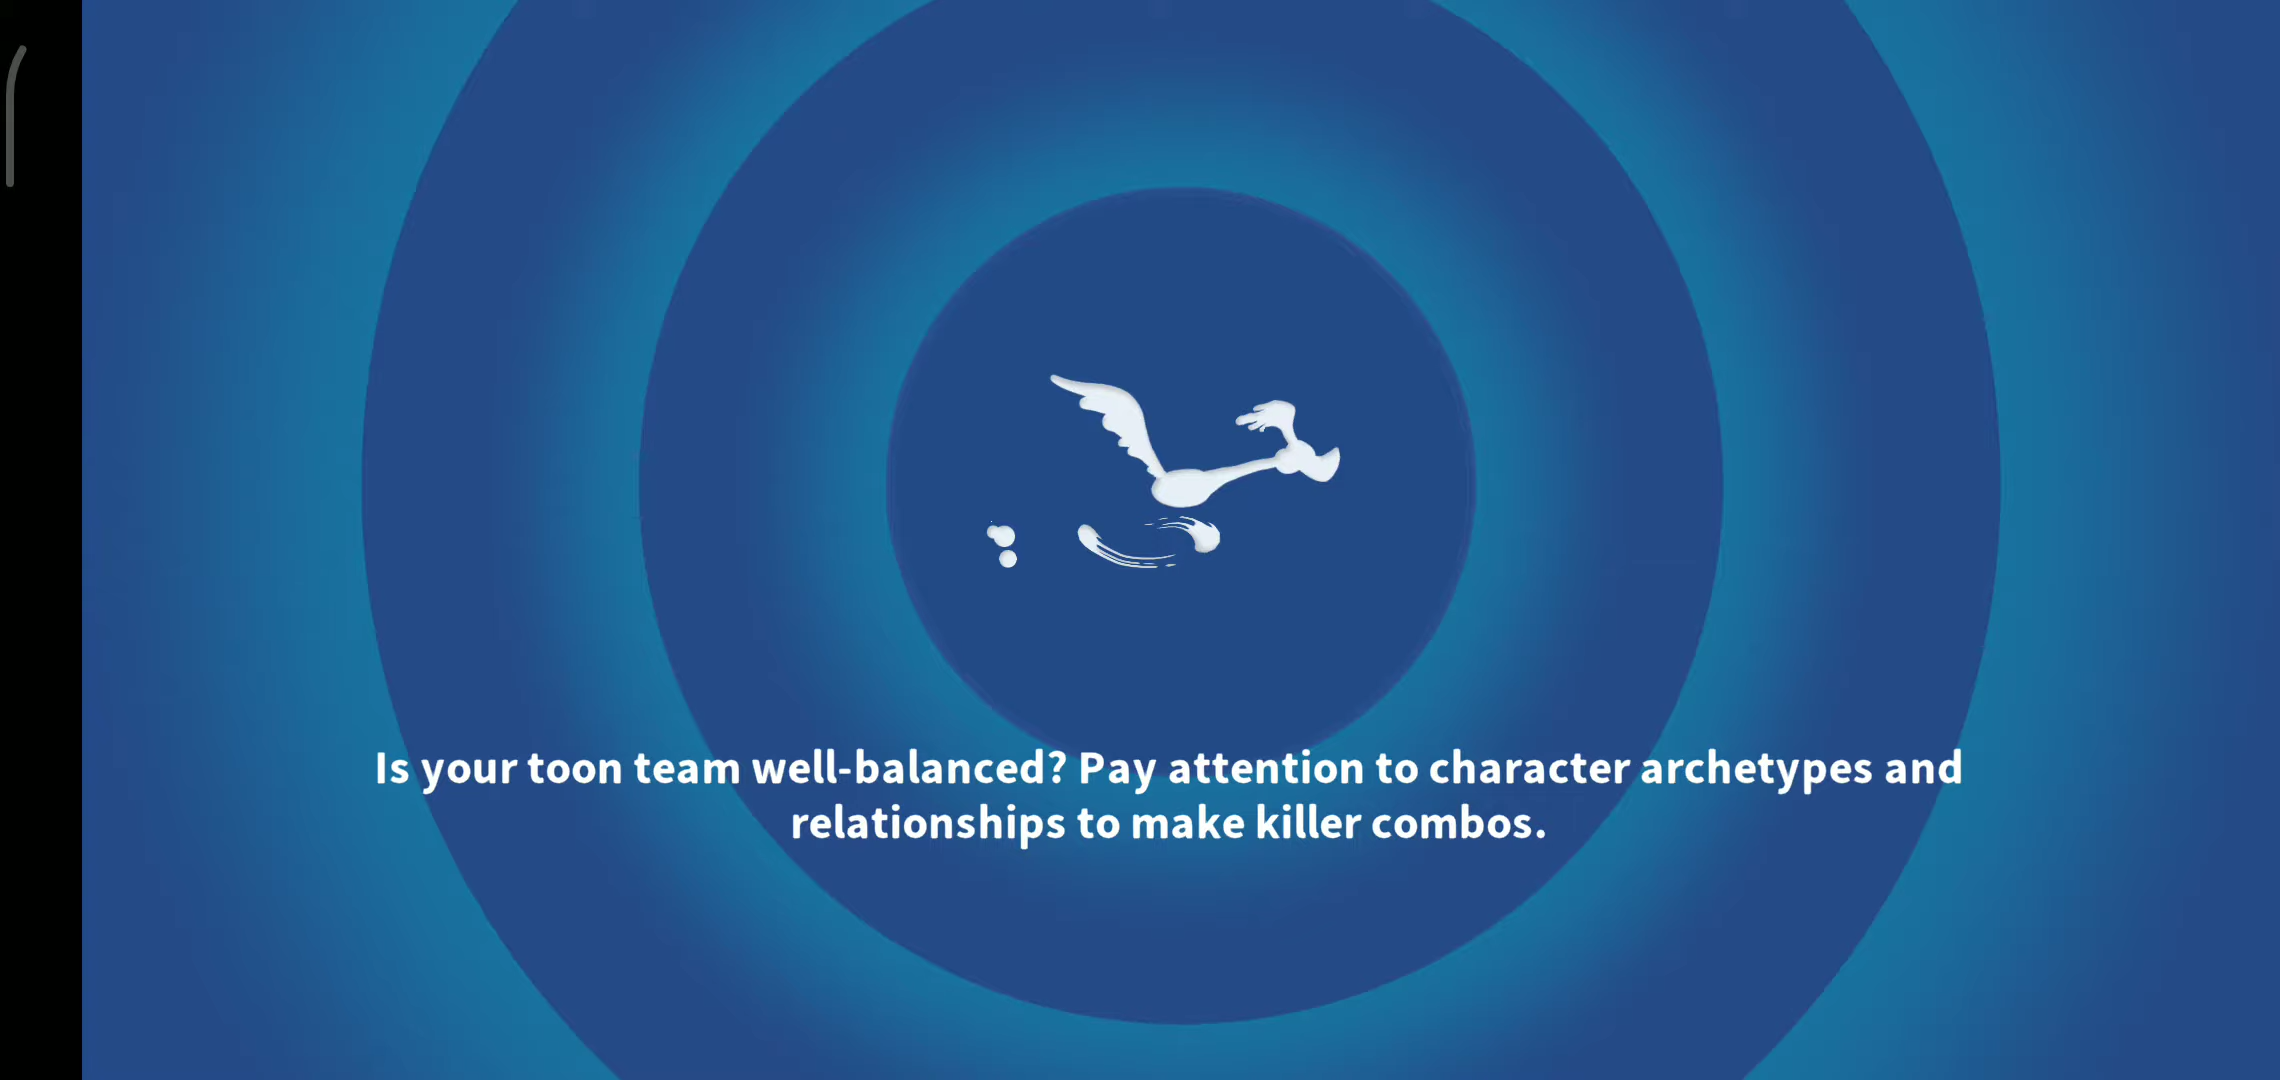 Is your toon team well-balanced? Pay attention to character archetypes and
relationships to make killer combos.